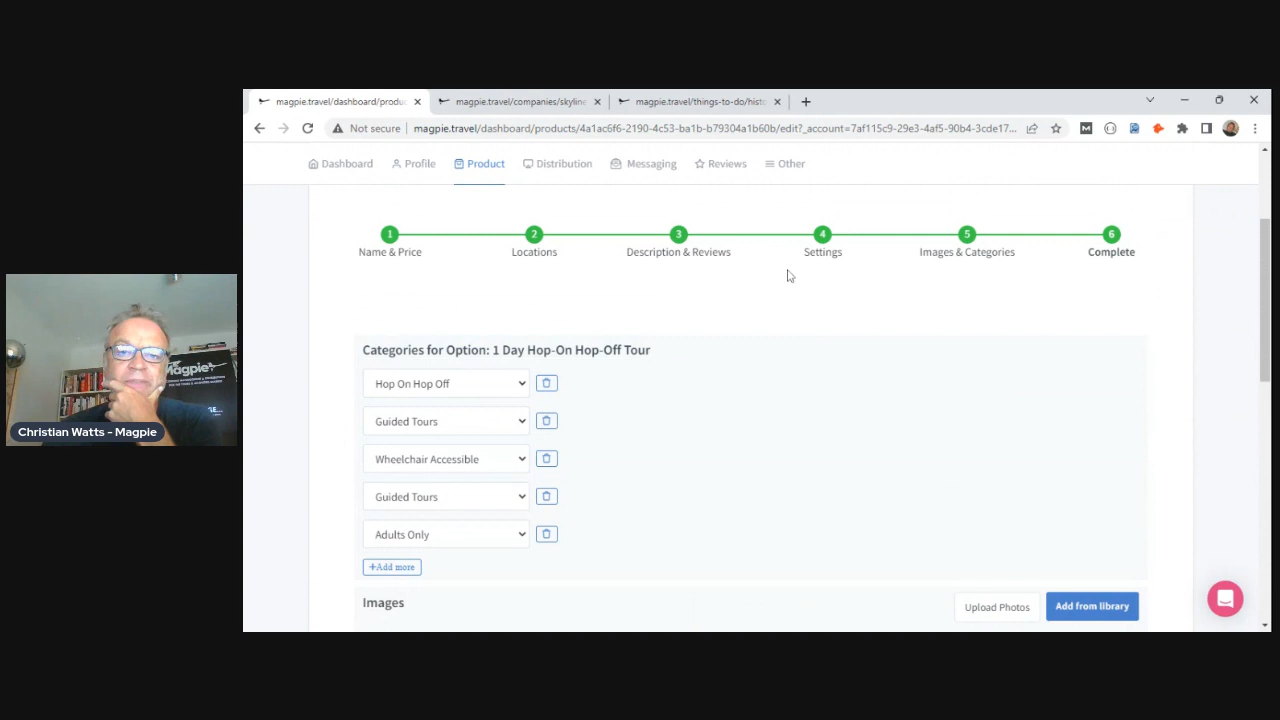 magpie.travel/dashboard/produc
magpie.travel/companies/skyline
magpie.travel/things-to-do/histo
Not secure
magpie.travel/dashboard/products/4a1ac6f6-2190-4c53-ba1b-b79304a1b60b/edit?_account=7af115c9-29e3-4af5-90b4-3cde17...
Dashboard
Profile
Product
Distribution
Messaging
Reviews
Other
1
2
3
4
5
6
Name & Price
Locations
Description & Reviews
Settings
Images & Categories
Complete
Categories for Option: 1 Day Hop-On Hop-Off Tour
Hop On Hop Off
Guided Tours
Wheelchair Accessible
Guided Tours
Adults Only
+Add more
Images
Upload Photos
Add from library
Magpie
Christian Watts - Magpie